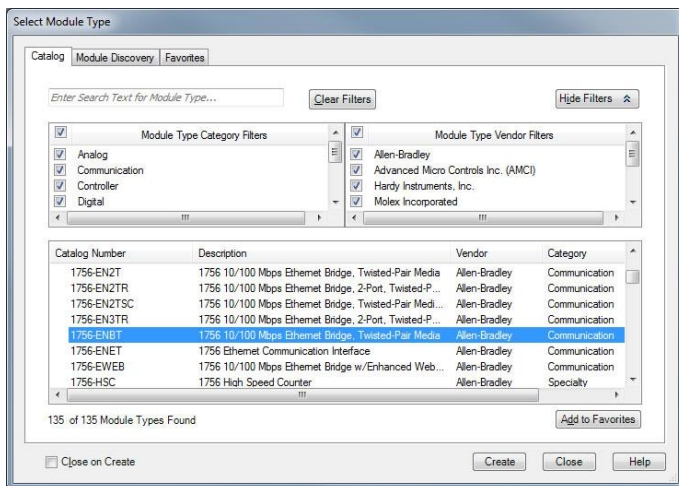 Select Module Type
Catalog Module Discovery Favorites
Enter Search Text for Module Type... Clear Filters Hide Filters
Module Type Category Filters Module Type Vendor Filters
Analog Allen-Bradley
Communication Advanced Micro Controls Inc. (AMCI)
Controller Hardy Instruments, Inc.
Digital Molex Incorporated
Catalog Number Description Vendor Category
1756-EN2T 1756 10/100 Mbps Ethernet Bridge, Twisted-Pair Media Allen-Bradley Communication
1756-EN2TR 1756 10/100 Mbps Ethernet Bridge, 2-Port, Twisted-P... Allen-Bradley Communication
1756-EN2TSC 1756 10/100 Mbps Ethernet Bridge, Twisted-Pair Medi... Allen-Bradley Communication
1756-EN3TR 1756 10/100 Mbps Ethernet Bridge, 2-Port, Twisted-P... Allen-Bradley Communication
1756-ENBT 1756 10/100 Mbps Ethernet Bridge, Twisted-Pair Media Allen-Bradley Communication
1756-ENET 1756 Ethernet Communication Interface Allen-Bradley Communication
1756-EWEB 1756 10/100 Mbps Ethernet Bridge w/Enhanced Web... Allen-Bradley Communication
1756-HSC 1756 High Speed Counter Allen-Bradley Specialty
135 of 135 Module Types Found Add to Favorites
Close on Create Create Close Help